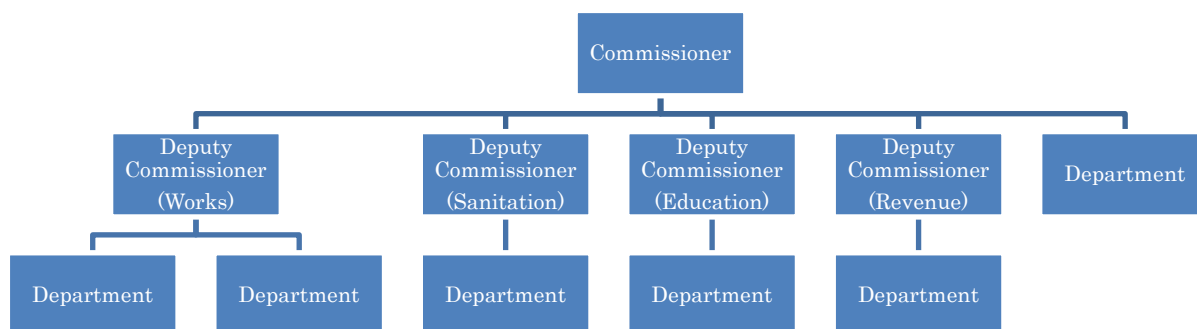 Commissioner
Deputy
Commissioner
(Works)
Deputy
Commissioner
(Sanitation)
Deputy
Commissioner
(Education)
Deputy
Commissioner
(Revenue)
Department
Department
Department
Department
Department
Department